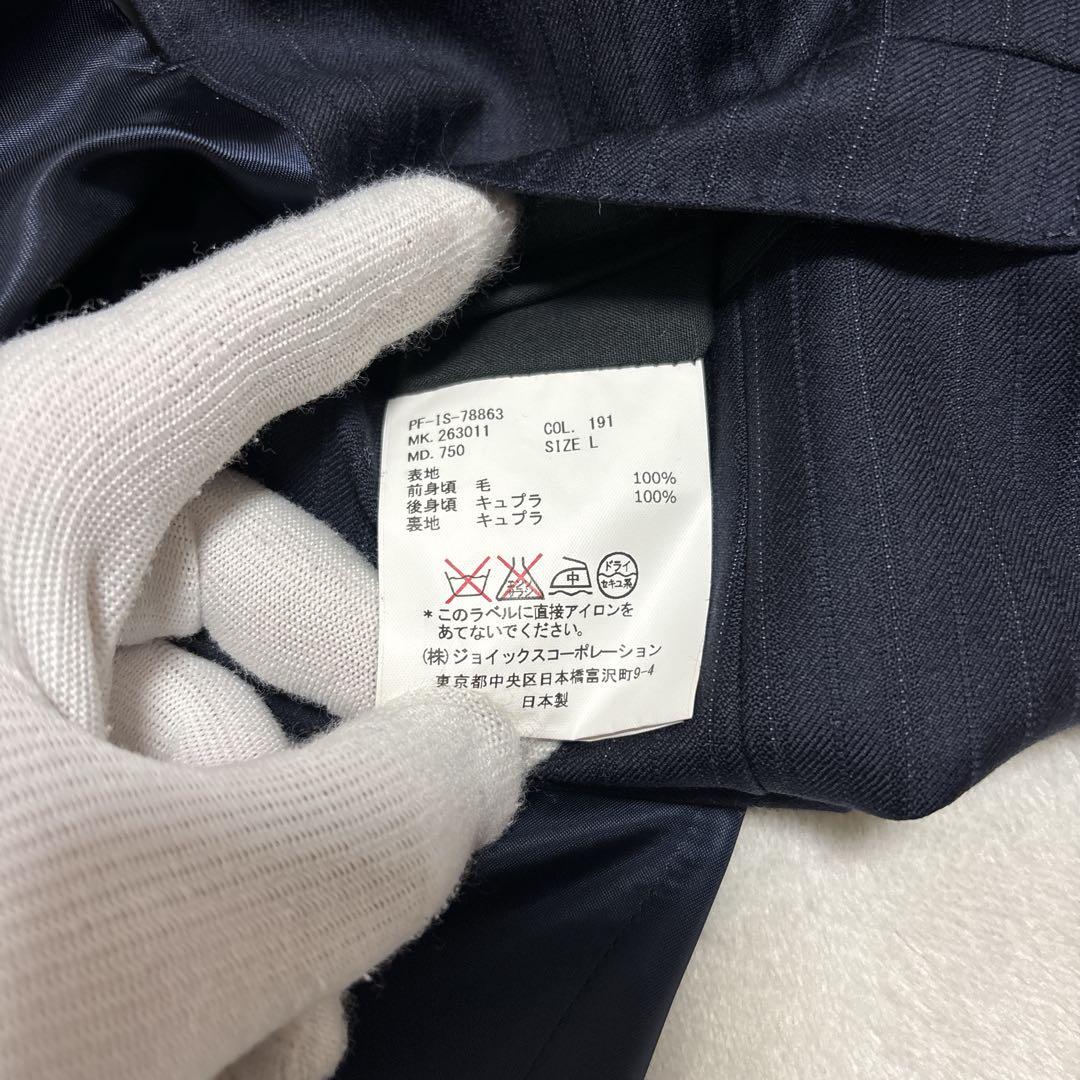 PF-IS-78863
MK. 263011 COL. 191
MD. 750 SIZE L
表地
前身頃 毛 100%
後身頃 キュプラ 100%
裏地 キュプラ
中
ドライ
セキユ系
*このラベルに直接アイロンを
あてないでください。
(株)ジョイックスコーポレーション
東京都中央区日本橋富沢町9-4
日本製